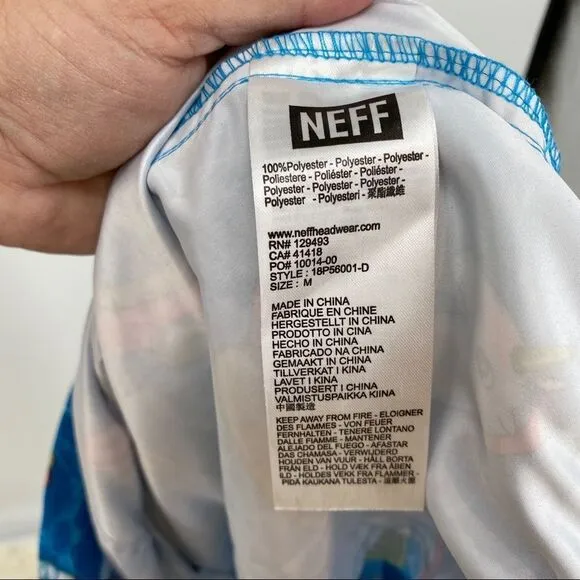 NEFF
100%Polyester - Polyester - Polyester -
Poliestere - Poliéster - Poliester -
Polyester - Polyester - Polyester -
Polyester - Polyesteri - 聚酯纖維
www.neffheadwear.com
RN# 129493
CA# 41418
PO# 10014-00
STYLE : 18P56001-D
SIZE : M
MADE IN CHINA
FABRIQUE EN CHINE
HERGESTELLT IN CHINA
PRODOTTO IN CINA
HECHO IN CHINA
FABRICADO NA CHINA
GEMAAKT IN CHINA
TILLVERKAT I KINA
LAVET I KINA
PRODUSERT I CHINA
VALMISTUSPAIKKA KIINA
中國製造
KEEP AWAY FROM FIRE - ELOIGNER
DES FLAMMES - VON FEUER
FERNHALTEN - TENERE LONTANO
DALLE FIAMME - MANTENER
ALEJADO DEL FUEGO - AFASTAR
DAS CHAMASA - VERWIJDERD
HOUDEN VAN VUUR - HÅLL BORTA
FRÅN ELD - HOLD VÆK FRA ÅBEN
ILD - HOLDES VEKK FRA FLAMMER -
PIDÄ KAUKANA TULESTA - 遠離火源